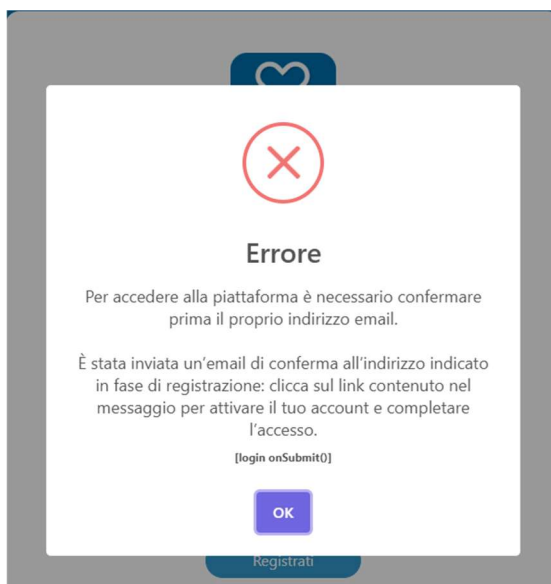 Errore
Per accedere alla piattaforma è necessario confermare
prima il proprio indirizzo email.
È stata inviata un'email di conferma all'indirizzo indicato
in fase di registrazione: clicca sul link contenuto nel
messaggio per attivare il tuo account e completare
l'accesso.
[login onSubmit()]
OK
Registrati